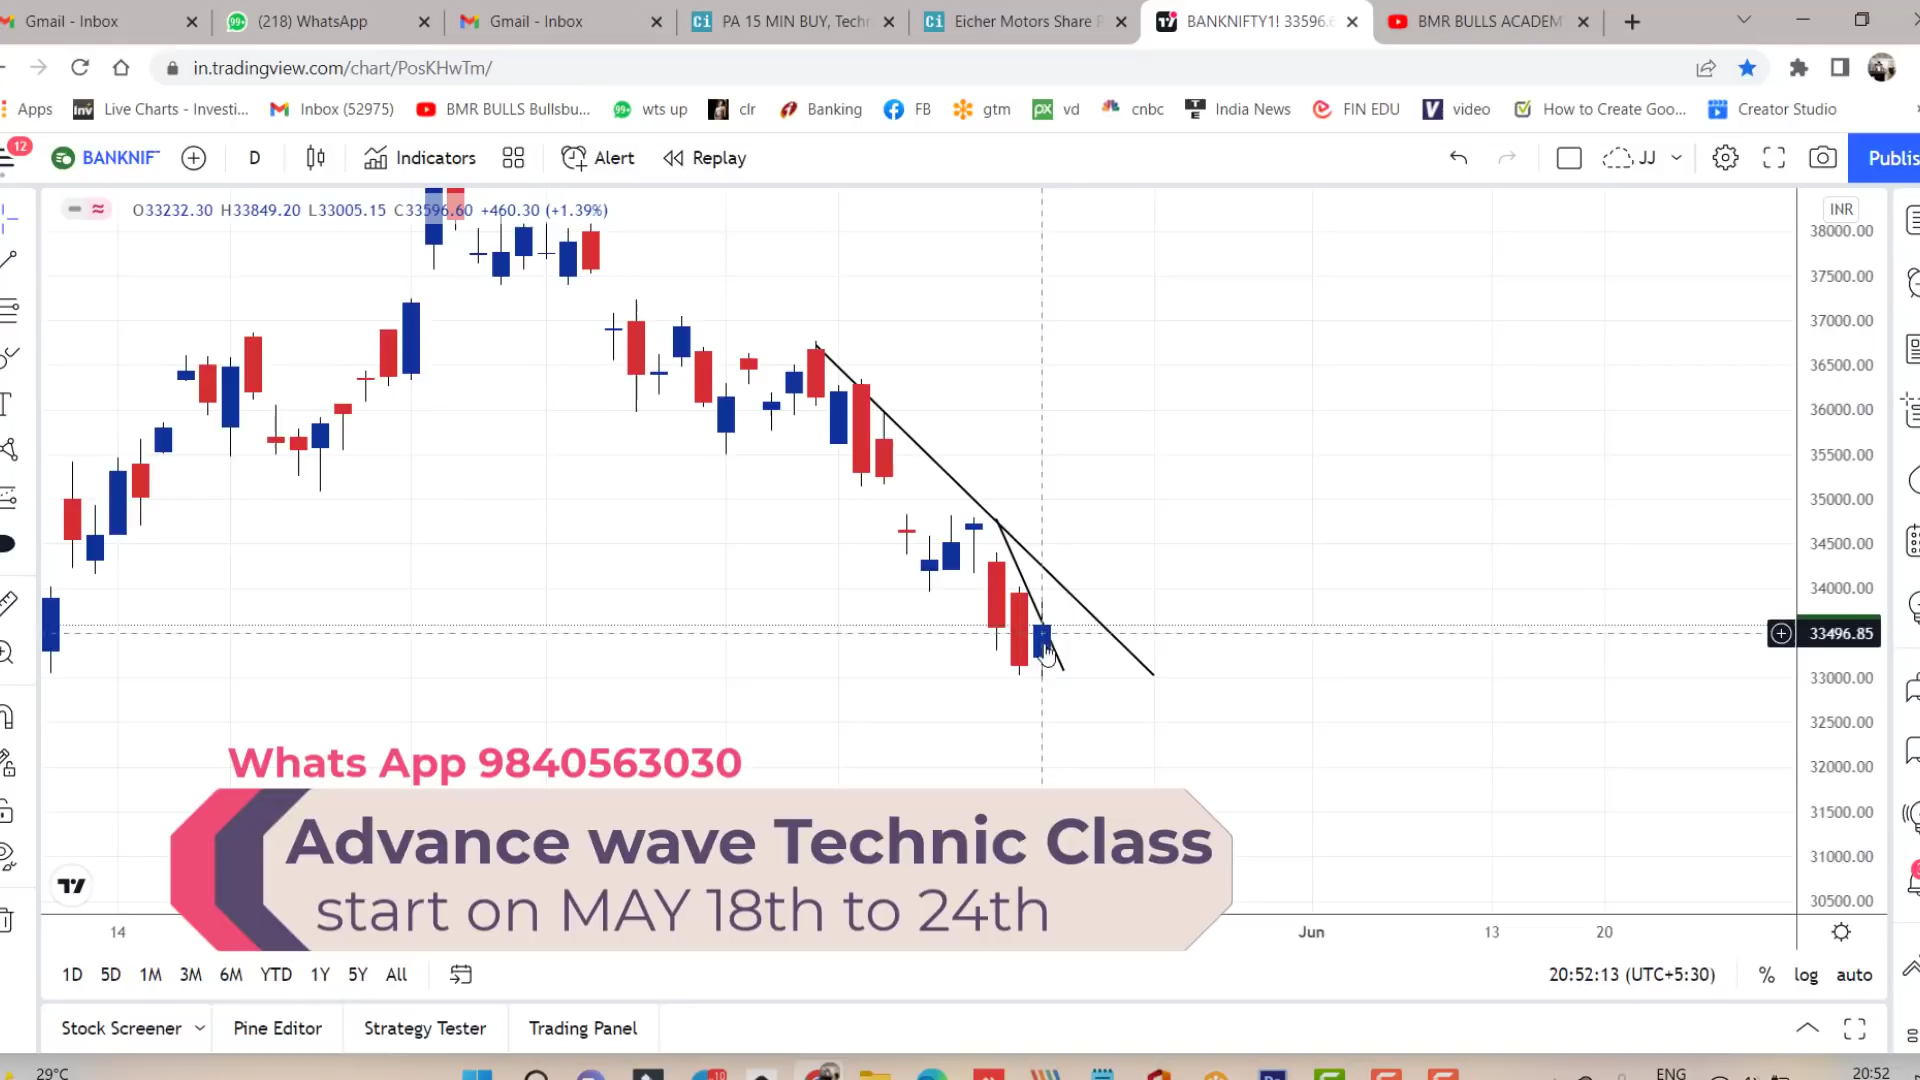 Gmail - Inbox
(218) WhatsApp
Gmail - Inbox
PA 15 MIN BUY, Techn
Eicher Motors Share P
BANKNIFTY1! 33596.6
BMR BULLS ACADEM
in.tradingview.com/chart/PosKHwTm/
Apps
Live Charts - Investi...
Inbox (52975)
BMR BULLS Bullsbu...
wts up
clr
Banking
FB
gtm
vd
cnbc
India News
FIN EDU
video
How to Create Goo...
Creator Studio
12
BANKNIF
D
Indicators
Alert
Replay
JJ
Publis
O33232.30 H33849.20 L33005.15 C33596.60 +460.30 (+1.39%)
INR
38000.00
37500.00
37000.00
36500.00
36000.00
35500.00
35000.00
34500.00
34000.00
33496.85
33000.00
32500.00
32000.00
31500.00
31000.00
30500.00
Whats App 9840563030
Advance wave Technic Class
start on MAY 18th to 24th
14
Jun
13
20
1D 5D 1M 3M 6M YTD 1Y 5Y All
20:52:13 (UTC+5:30)
% log auto
Stock Screener
Pine Editor
Strategy Tester
Trading Panel
29°C
ENG
20:52